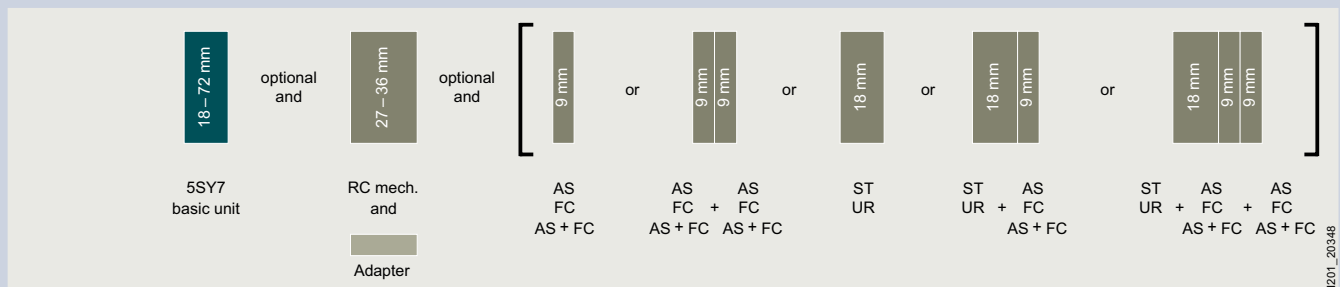 18 – 72 mm
optional
and
27 – 36 mm
optional
and
9 mm
or
9 mm
9 mm
or
18 mm
or
18 mm
9 mm
or
18 mm
9 mm
9 mm
5SY7
basic unit
RC mech.
and
Adapter
AS
FC
AS + FC
AS AS
FC + FC
AS + FC AS + FC
ST
UR
ST AS
UR + FC
AS + FC
ST AS AS
UR + FC + FC
AS + FC AS + FC
I201_20348